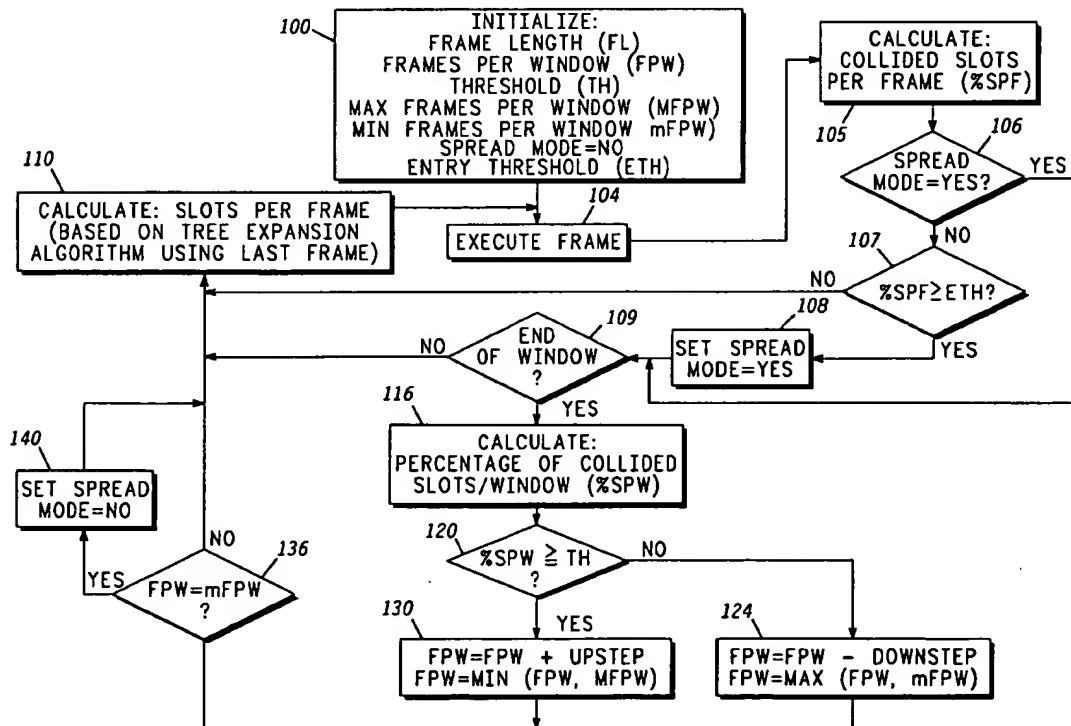 100
INITIALIZE:
FRAME LENGTH (FL)
FRAMES PER WINDOW (FPW)
THRESHOLD (TH)
MAX FRAMES PER WINDOW (MFPW)
MIN FRAMES PER WINDOW mFPW)
SPREAD MODE=NO
ENTRY THRESHOLD (ETH)
CALCULATE:
COLLIDED SLOTS
PER FRAME (%SPF)
105
106
SPREAD
MODE=YES?
YES
NO
110
CALCULATE: SLOTS PER FRAME
(BASED ON TREE EXPANSION
ALGORITHM USING LAST FRAME)
104
EXECUTE FRAME
107
%SPF≥ETH?
NO
YES
108
SET SPREAD
MODE=YES
109
END
OF WINDOW
?
NO
YES
116
CALCULATE:
PERCENTAGE OF COLLIDED
SLOTS/WINDOW (%SPW)
140
SET SPREAD
MODE=NO
120
%SPW ≧ TH
?
NO
YES
136
NO
YES
FPW=mFPW
?
130
FPW=FPW + UPSTEP
FPW=MIN (FPW, MFPW)
124
FPW=FPW - DOWNSTEP
FPW=MAX (FPW, mFPW)